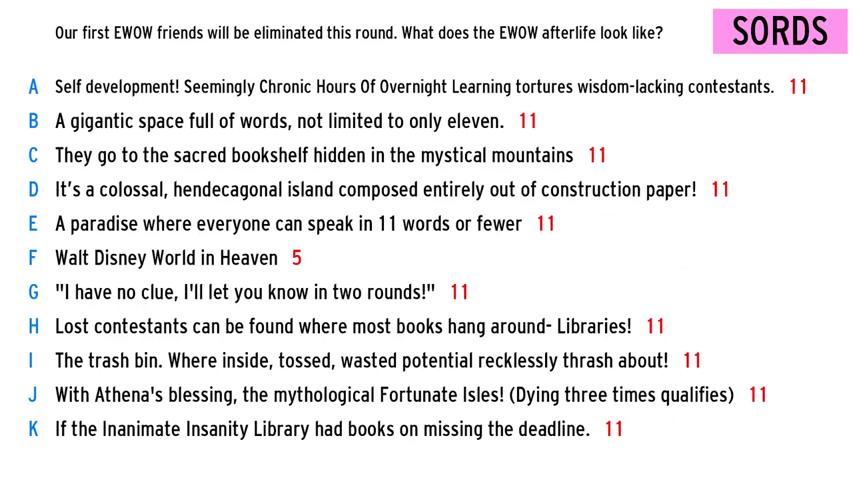 Our first EWOW friends will be eliminated this round. What does the EWOW afterlife look like?
SORDS
A Self development! Seemingly Chronic Hours Of Overnight Learning tortures wisdom-lacking contestants. 11
B A gigantic space full of words, not limited to only eleven. 11
C They go to the sacred bookshelf hidden in the mystical mountains 11
D It's a colossal, hendecagonal island composed entirely out of construction paper! 11
E A paradise where everyone can speak in 11 words or fewer 11
F Walt Disney World in Heaven 5
G "I have no clue, I'll let you know in two rounds!" 11
H Lost contestants can be found where most books hang around- Libraries! 11
I The trash bin. Where inside, tossed, wasted potential recklessly thrash about! 11
J With Athena's blessing, the mythological Fortunate Isles! (Dying three times qualifies) 11
K If the Inanimate Insanity Library had books on missing the deadline. 11